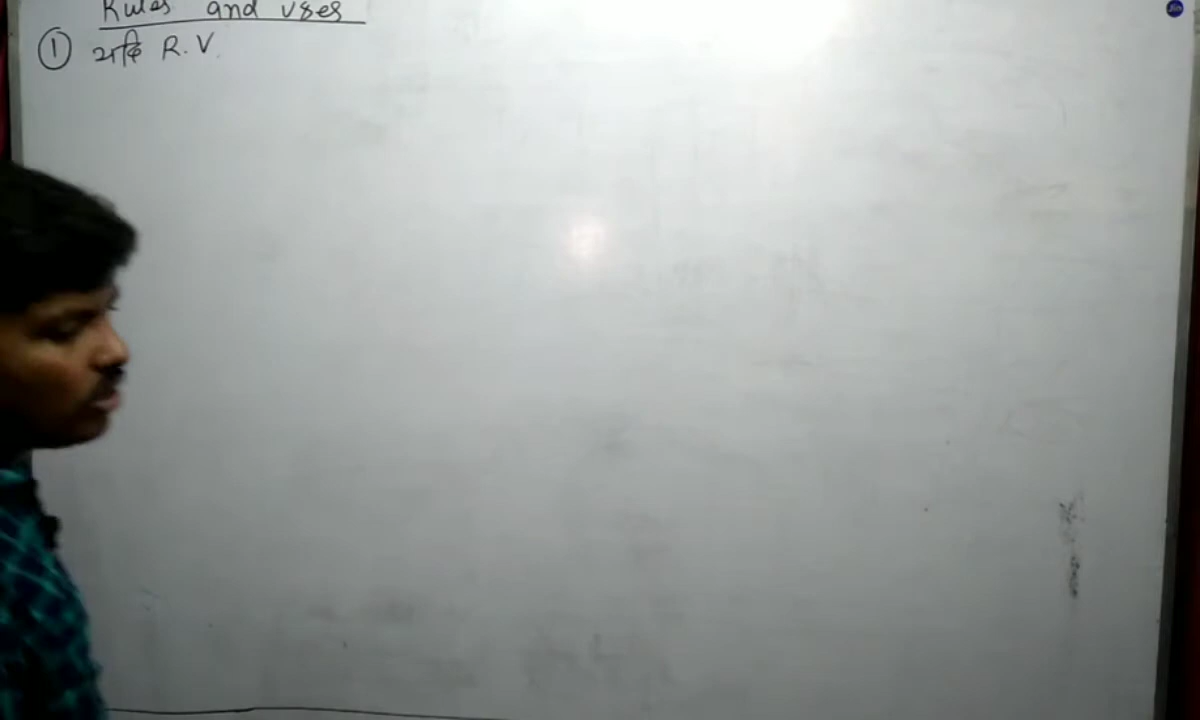 Rules and uses
① यदि R.V.